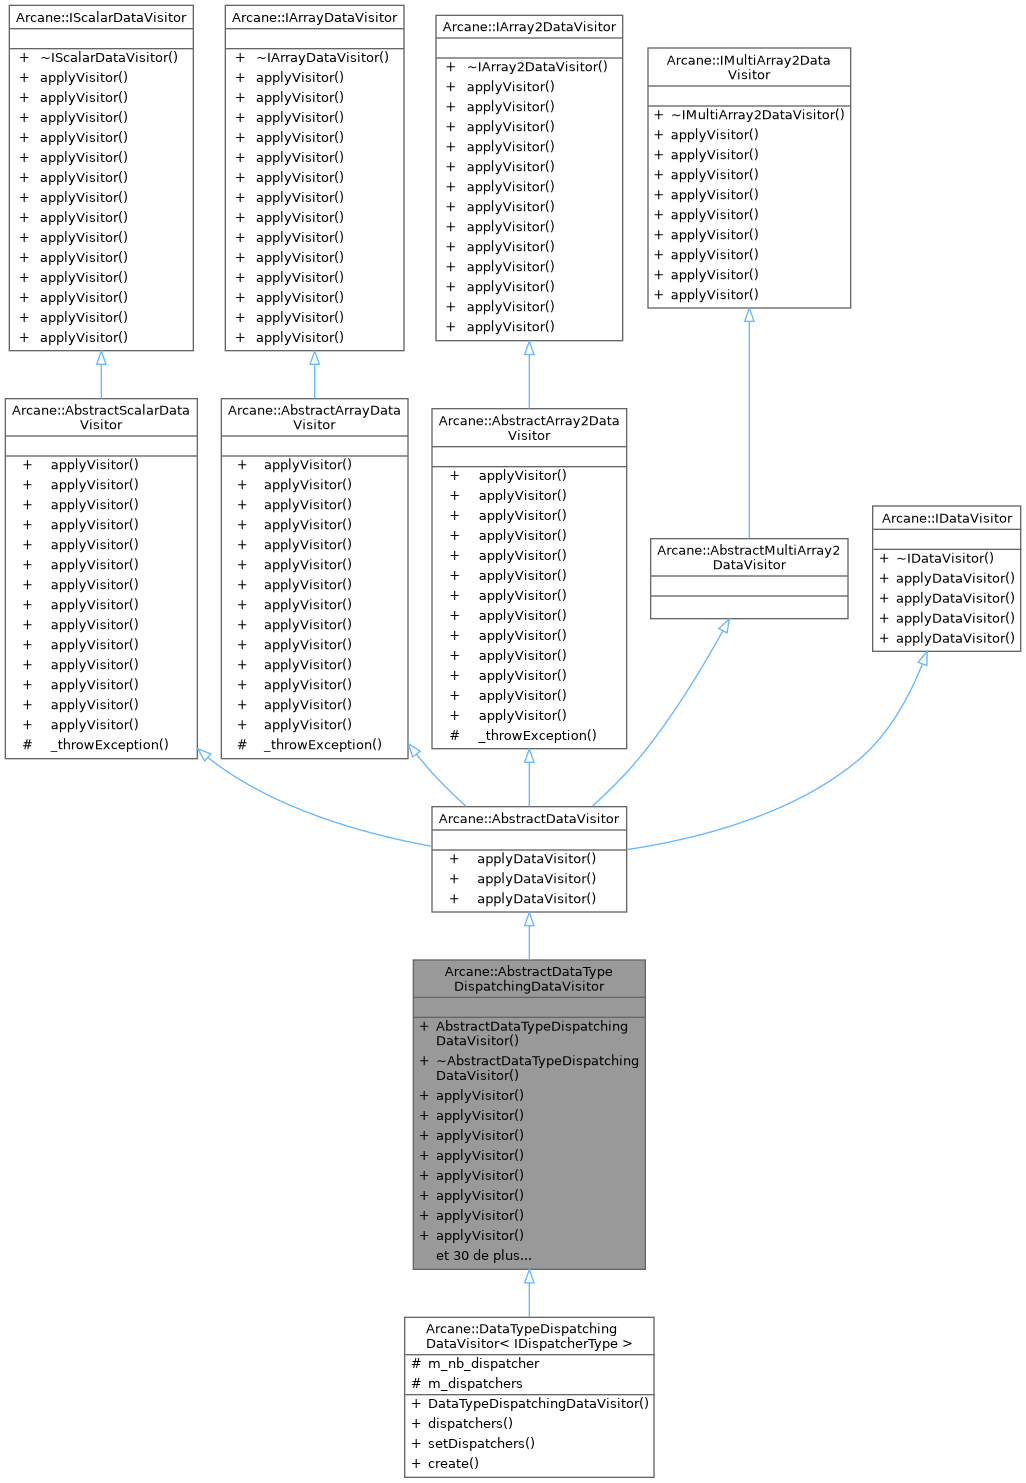 Arcane::IScalarDataVisitor
+ ~IScalarDataVisitor()
+ applyVisitor()
+ applyVisitor()
+ applyVisitor()
+ applyVisitor()
+ applyVisitor()
+ applyVisitor()
+ applyVisitor()
+ applyVisitor()
+ applyVisitor()
+ applyVisitor()
+ applyVisitor()
+ applyVisitor()
+ applyVisitor()
+ applyVisitor()
Arcane::IArrayDataVisitor
+ ~IArrayDataVisitor()
+ applyVisitor()
+ applyVisitor()
+ applyVisitor()
+ applyVisitor()
+ applyVisitor()
+ applyVisitor()
+ applyVisitor()
+ applyVisitor()
+ applyVisitor()
+ applyVisitor()
+ applyVisitor()
+ applyVisitor()
+ applyVisitor()
+ applyVisitor()
Arcane::IArray2DataVisitor
+ ~IArray2DataVisitor()
+ applyVisitor()
+ applyVisitor()
+ applyVisitor()
+ applyVisitor()
+ applyVisitor()
+ applyVisitor()
+ applyVisitor()
+ applyVisitor()
+ applyVisitor()
+ applyVisitor()
+ applyVisitor()
+ applyVisitor()
+ applyVisitor()
Arcane::IMultiArray2Data
Visitor
+ ~IMultiArray2DataVisitor()
+ applyVisitor()
+ applyVisitor()
+ applyVisitor()
+ applyVisitor()
+ applyVisitor()
+ applyVisitor()
+ applyVisitor()
+ applyVisitor()
+ applyVisitor()
Arcane::AbstractScalarData
Visitor
+ applyVisitor()
+ applyVisitor()
+ applyVisitor()
+ applyVisitor()
+ applyVisitor()
+ applyVisitor()
+ applyVisitor()
+ applyVisitor()
+ applyVisitor()
+ applyVisitor()
+ applyVisitor()
+ applyVisitor()
+ applyVisitor()
+ applyVisitor()
# _throwException()
Arcane::AbstractArrayData
Visitor
+ applyVisitor()
+ applyVisitor()
+ applyVisitor()
+ applyVisitor()
+ applyVisitor()
+ applyVisitor()
+ applyVisitor()
+ applyVisitor()
+ applyVisitor()
+ applyVisitor()
+ applyVisitor()
+ applyVisitor()
+ applyVisitor()
+ applyVisitor()
# _throwException()
Arcane::AbstractArray2Data
Visitor
+ applyVisitor()
+ applyVisitor()
+ applyVisitor()
+ applyVisitor()
+ applyVisitor()
+ applyVisitor()
+ applyVisitor()
+ applyVisitor()
+ applyVisitor()
+ applyVisitor()
+ applyVisitor()
+ applyVisitor()
+ applyVisitor()
# _throwException()
Arcane::AbstractMultiArray2
DataVisitor
Arcane::IDataVisitor
+ ~IDataVisitor()
+ applyDataVisitor()
+ applyDataVisitor()
+ applyDataVisitor()
+ applyDataVisitor()
Arcane::AbstractDataVisitor
+ applyDataVisitor()
+ applyDataVisitor()
+ applyDataVisitor()
Arcane::AbstractDataType
DispatchingDataVisitor
+ AbstractDataTypeDispatching
DataVisitor()
+ ~AbstractDataTypeDispatching
DataVisitor()
+ applyVisitor()
+ applyVisitor()
+ applyVisitor()
+ applyVisitor()
+ applyVisitor()
+ applyVisitor()
+ applyVisitor()
+ applyVisitor()
et 30 de plus...
Arcane::DataTypeDispatching
DataVisitor< IDispatcherType >
# m_nb_dispatcher
# m_dispatchers
+ DataTypeDispatchingDataVisitor()
+ dispatchers()
+ setDispatchers()
+ create()